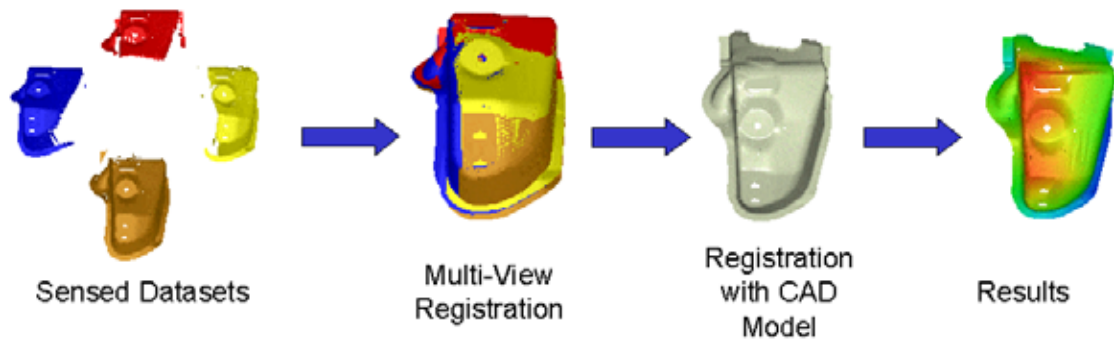 Sensed Datasets
Multi-View
Registration
Registration
with CAD
Model
Results